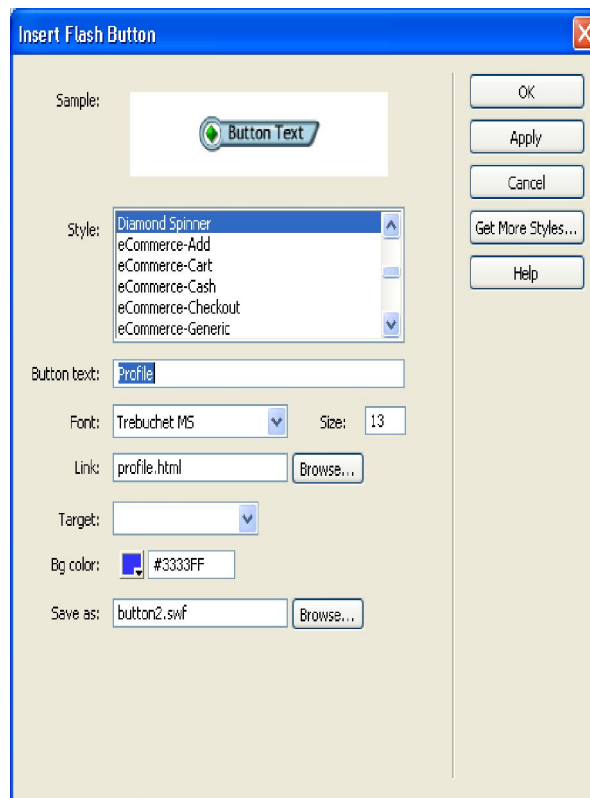 Insert Flash Button
Sample:
Button Text
Style:
Diamond Spinner
eCommerce-Add
eCommerce-Cart
eCommerce-Cash
eCommerce-Checkout
eCommerce-Generic
Button text: Profile
Font: Trebuchet MS Size: 13
Link: profile.html Browse...
Target:
Bg color: #3333FF
Save as: button2.swf Browse...
OK
Apply
Cancel
Get More Styles...
Help